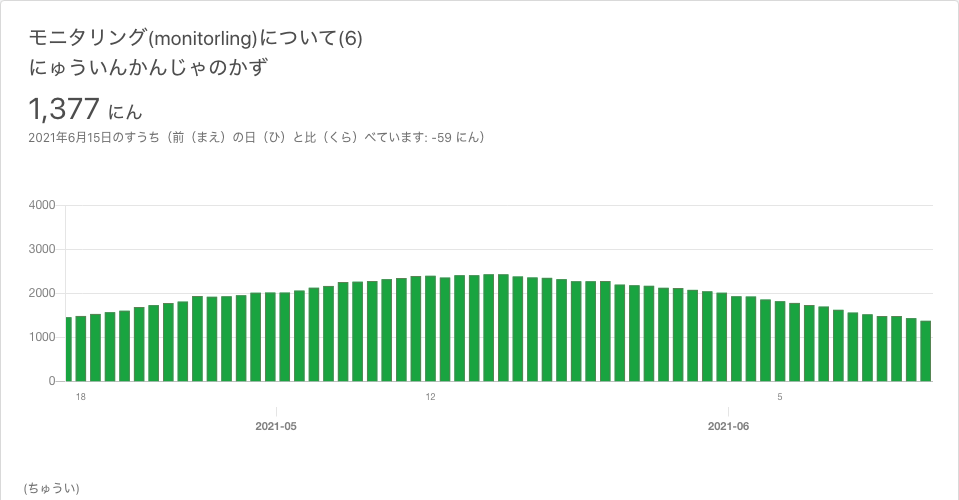 モニタリング(monitorling)について(6)
にゅういんかんじゃのかず
1,377 にん
2021年6月15日のすうち（前（まえ）の日（ひ）と比（くら）べています: -59 にん）
4000
3000
2000
1000
0
18 12 5
2021-05 2021-06
(ちゅうい)